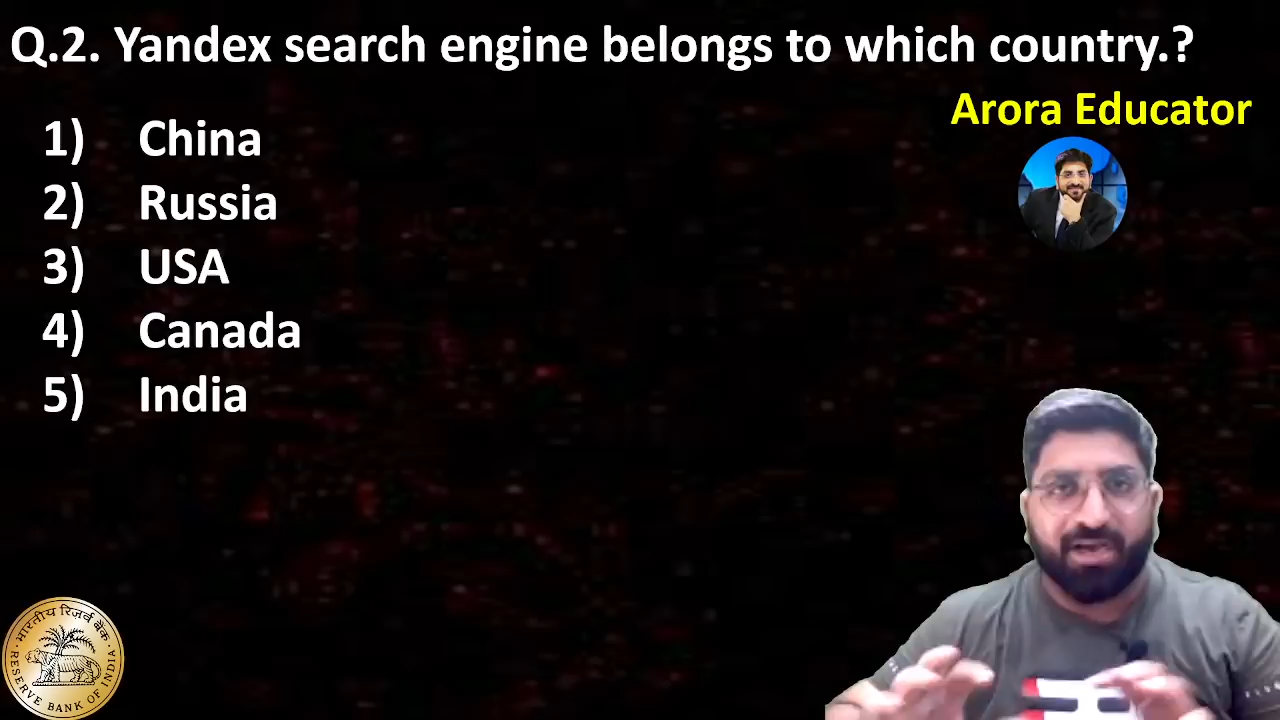 Q.2. Yandex search engine belongs to which country.?
Arora Educator
1) China
2) Russia
3) USA
4) Canada
5) India
भारतीय रिज़र्व बैंक
RESERVE BANK OF INDIA